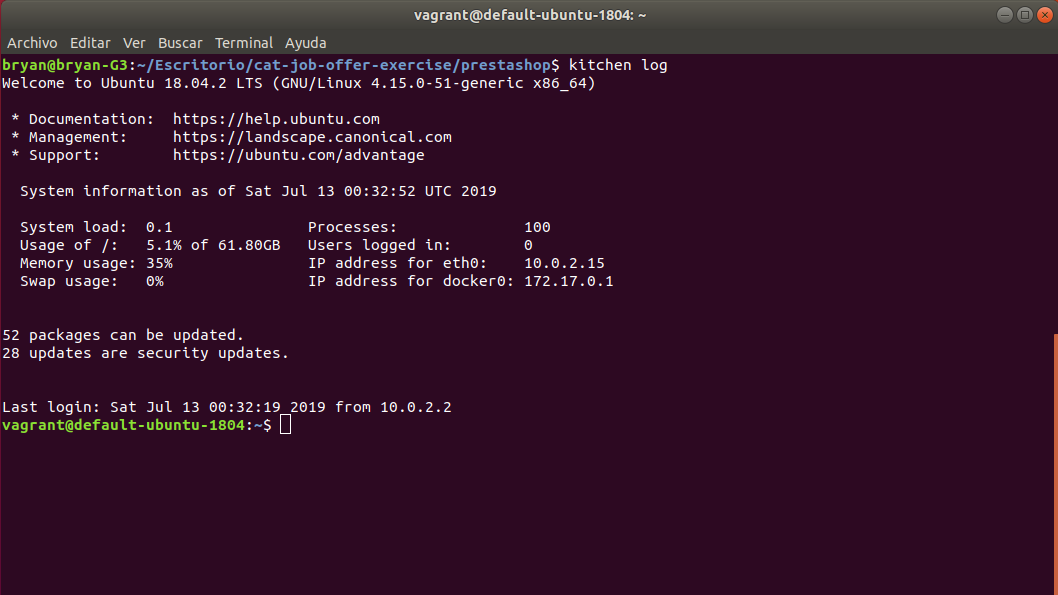 vagrant@default-ubuntu-1804: ~
Archivo Editar Ver Buscar Terminal Ayuda
bryan@bryan-G3:~/Escritorio/cat-job-offer-exercise/prestashop$ kitchen log
Welcome to Ubuntu 18.04.2 LTS (GNU/Linux 4.15.0-51-generic x86_64)
* Documentation: https://help.ubuntu.com
* Management: https://landscape.canonical.com
* Support: https://ubuntu.com/advantage
System information as of Sat Jul 13 00:32:52 UTC 2019
System load: 0.1 Processes: 100
Usage of /: 5.1% of 61.80GB Users logged in: 0
Memory usage: 35% IP address for eth0: 10.0.2.15
Swap usage: 0% IP address for docker0: 172.17.0.1
52 packages can be updated.
28 updates are security updates.
Last login: Sat Jul 13 00:32:19 2019 from 10.0.2.2
vagrant@default-ubuntu-1804:~$